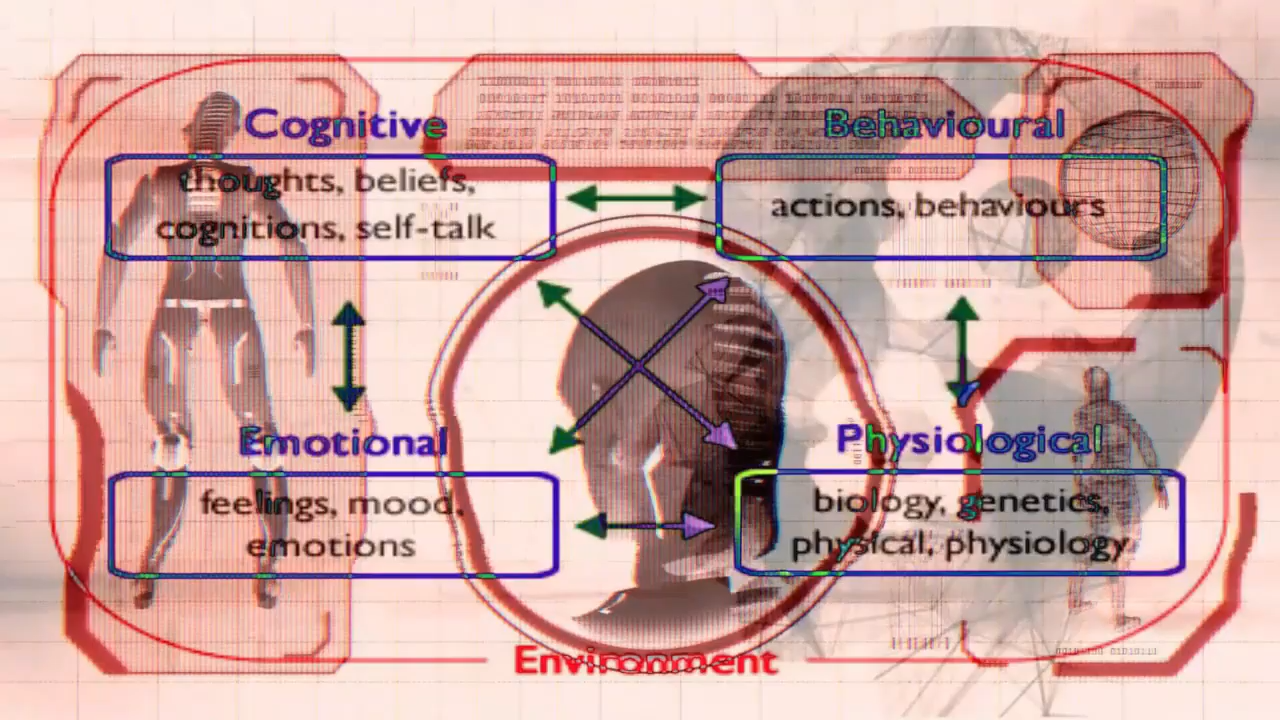 Cognitive
thoughts, beliefs,
cognitions, self-talk
Behavioural
actions, behaviours
Emotional
feelings, mood,
emotions
Physiological
biology, genetics,
physical, physiology
Environment